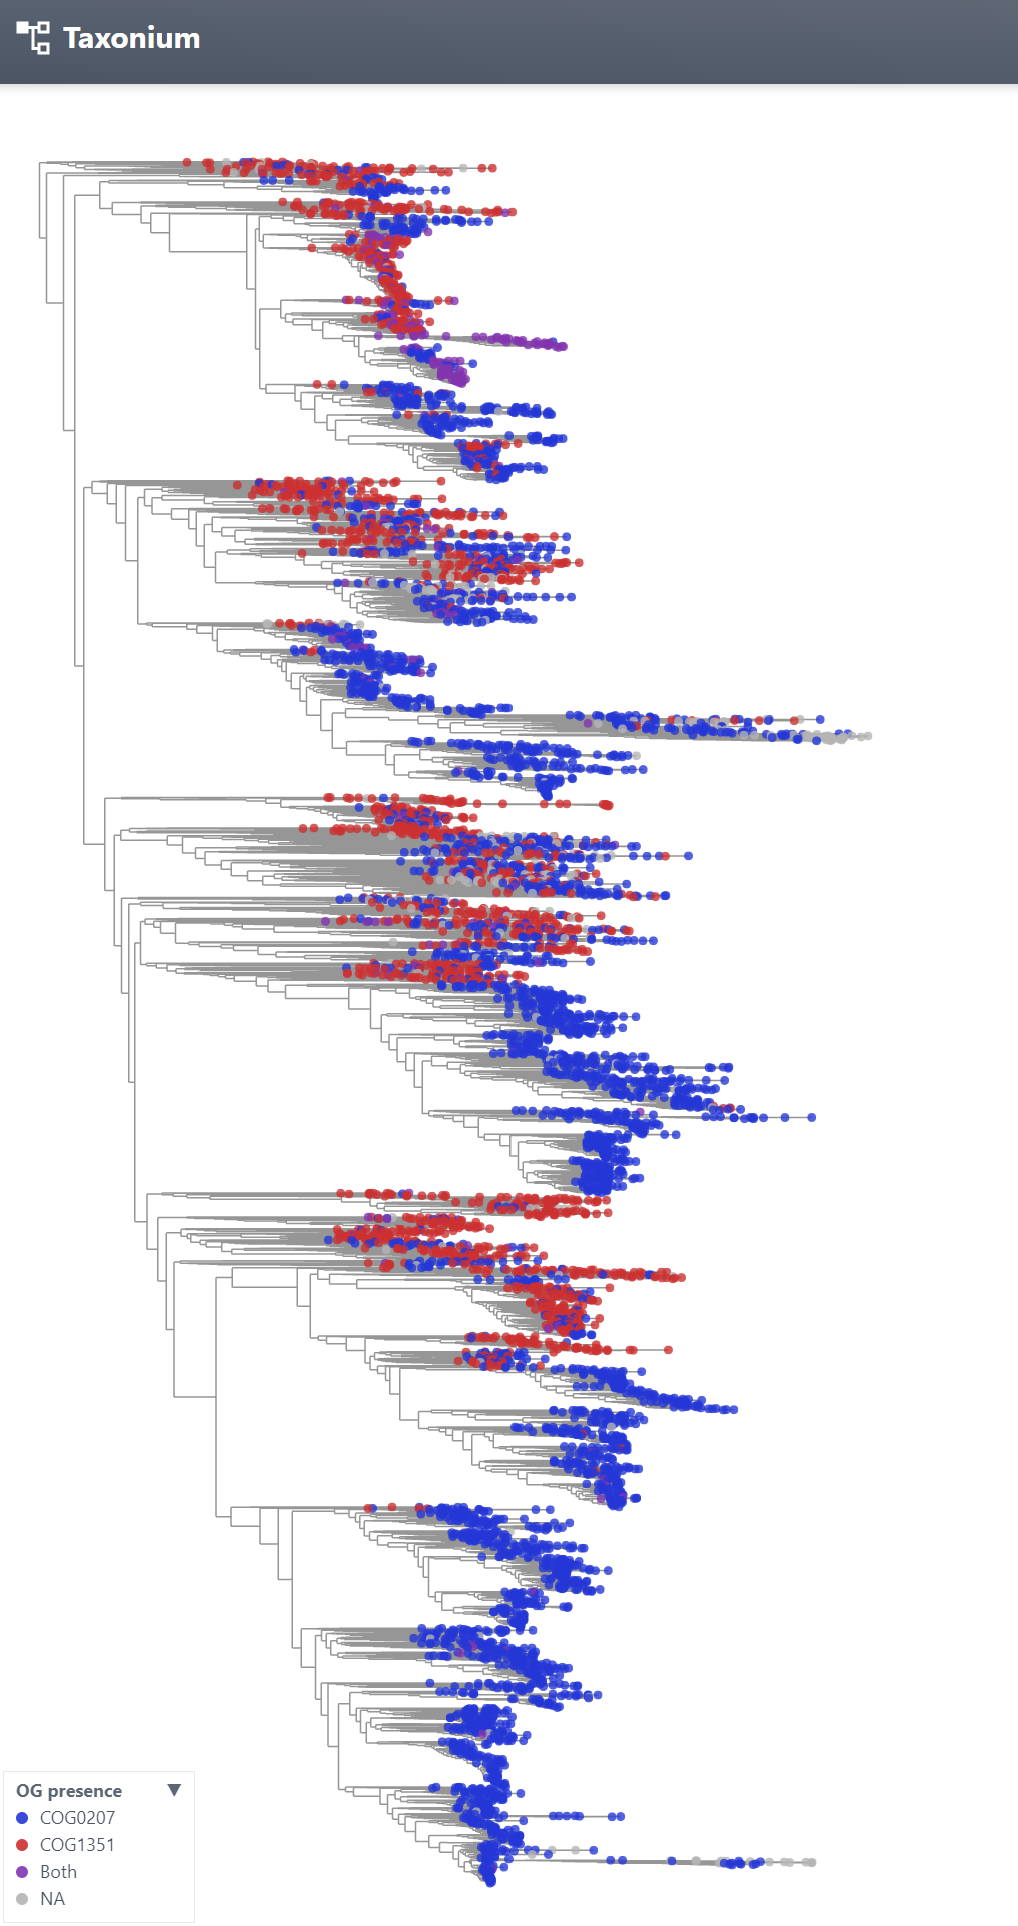 Taxonium
OG presence ▼
COG0207
COG1351
Both
NA